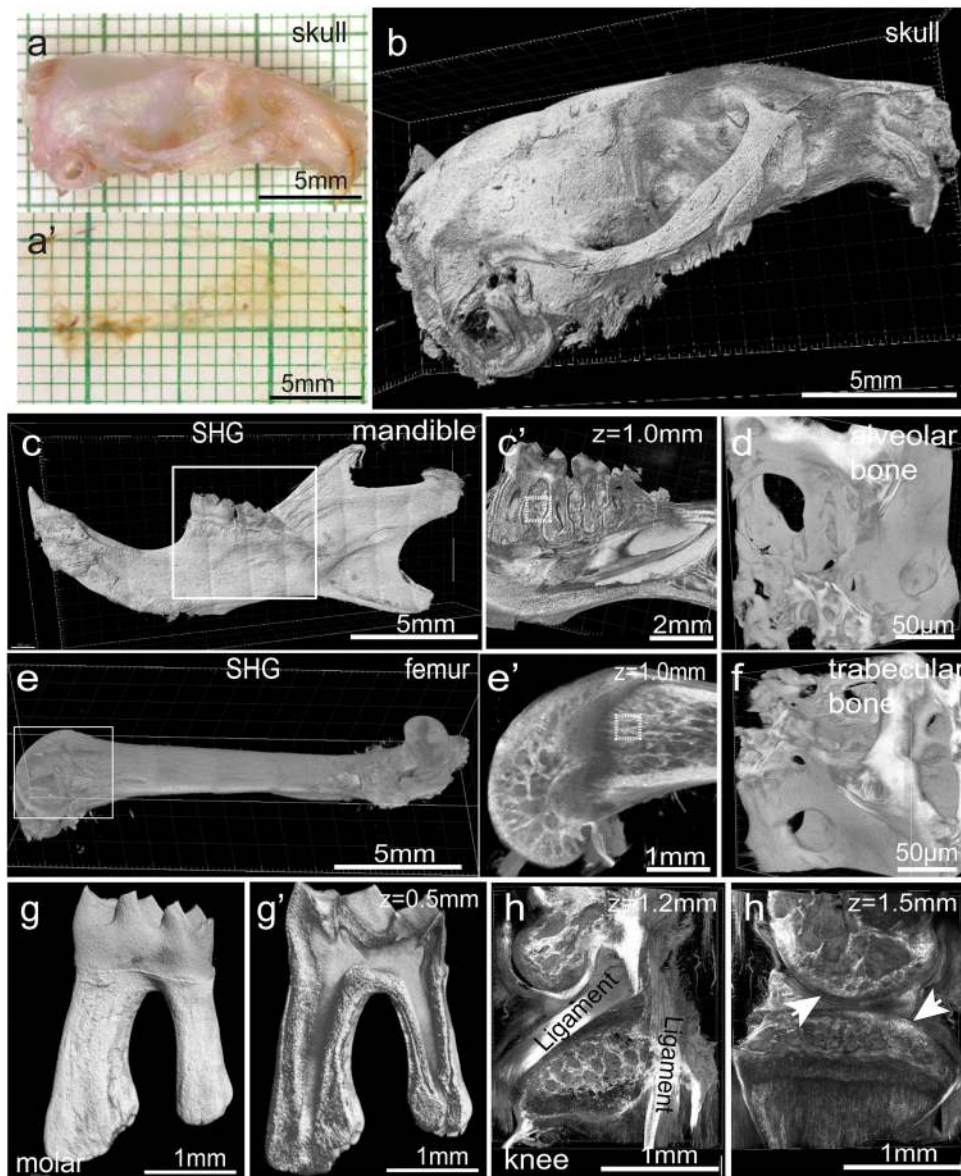 a
skull
5mm
a'
5mm
b
skull
5mm
c
SHG
mandible
5mm
c'
z=1.0mm
2mm
d
alveolar
bone
50µm
e
SHG
femur
5mm
e'
z=1.0mm
1mm
f
trabecular
bone
50µm
g
molar
1mm
g'
z=0.5mm
1mm
h
z=1.2mm
Ligament
Ligament
knee
1mm
h
z=1.5mm
1mm